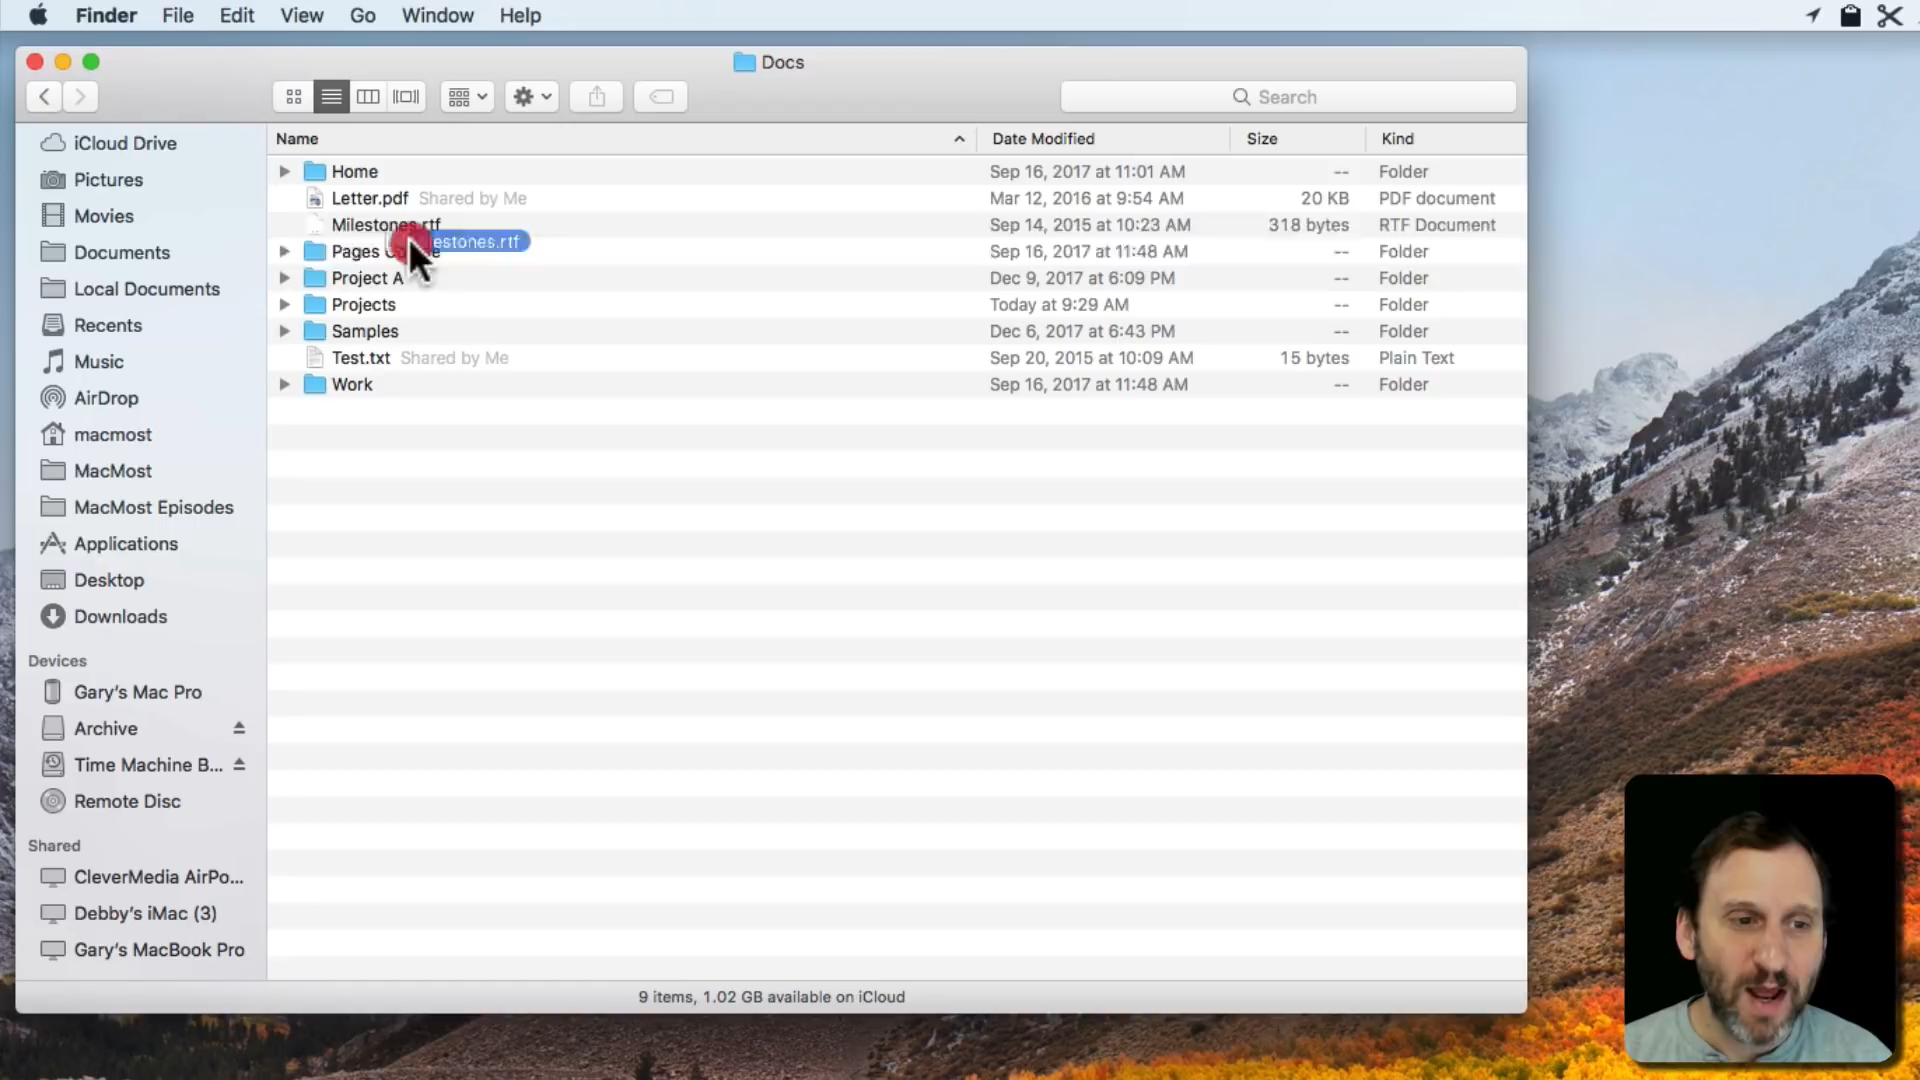 Finder File Edit View Go Window Help
Docs
Search
iCloud Drive
Pictures
Movies
Documents
Local Documents
Recents
Music
AirDrop
macmost
MacMost
MacMost Episodes
Applications
Desktop
Downloads
Devices
Gary's Mac Pro
Archive
Time Machine B...
Remote Disc
Shared
CleverMedia AirPo...
Debby's iMac (3)
Gary's MacBook Pro
Name Date Modified Size Kind
Home Sep 16, 2017 at 11:01 AM -- Folder
Letter.pdf Shared by Me Mar 12, 2016 at 9:54 AM 20 KB PDF document
Milestones.rtf Sep 14, 2015 at 10:23 AM 318 bytes RTF Document
estones.rtf
Pages Sep 16, 2017 at 11:48 AM -- Folder
Project A Dec 9, 2017 at 6:09 PM -- Folder
Projects Today at 9:29 AM -- Folder
Samples Dec 6, 2017 at 6:43 PM -- Folder
Test.txt Shared by Me Sep 20, 2015 at 10:09 AM 15 bytes Plain Text
Work Sep 16, 2017 at 11:48 AM -- Folder
9 items, 1.02 GB available on iCloud